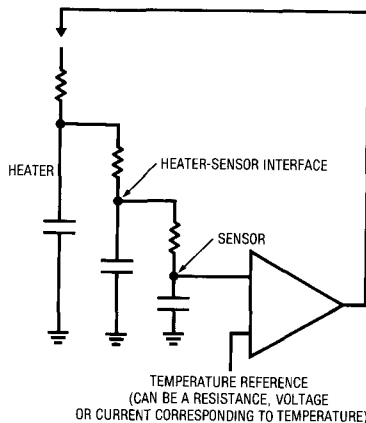 HEATER
HEATER-SENSOR INTERFACE
SENSOR
TEMPERATURE REFERENCE
(CAN BE A RESISTANCE, VOLTAGE
OR CURRENT CORRESPONDING TO TEMPERATURE)